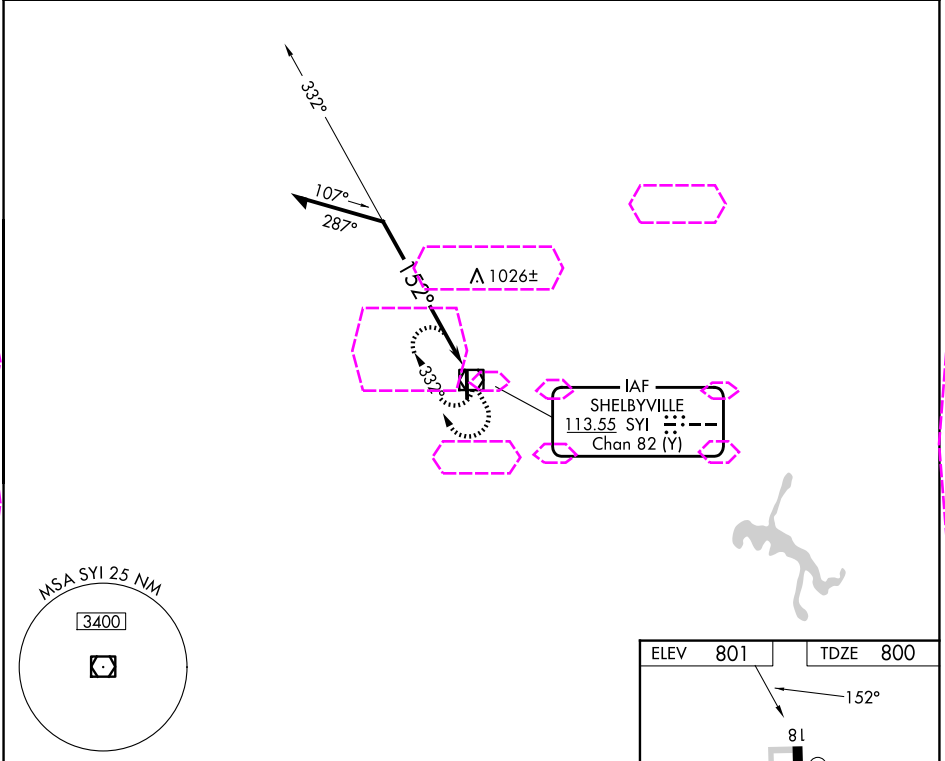 332°
107°
287°
152°
1026±
332°
IAF
SHELBYVILLE
113.55 SYI
Chan 82 (Y)
MSA SYI 25 NM
3400
ELEV 801
TDZE 800
152°
18